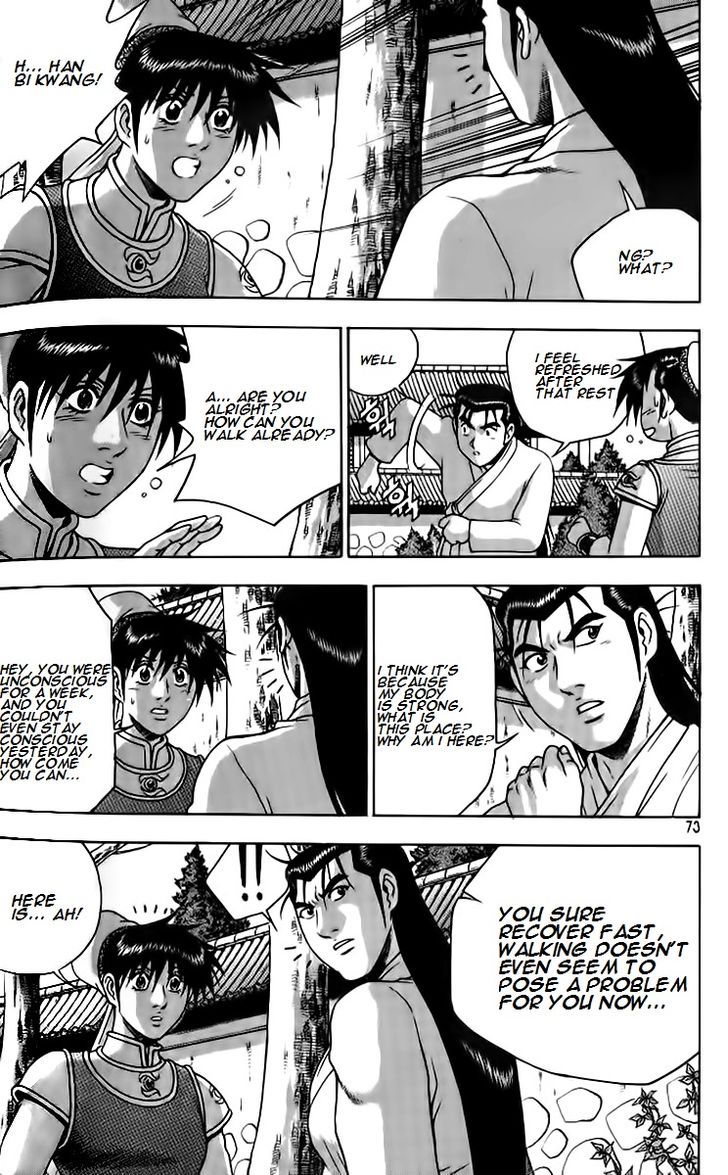 H... HAN
BI KWANG!
NG?
WHAT?
A... ARE YOU
ALRIGHT?
HOW CAN YOU
WALK ALREADY?
WELL
I FEEL
REFRESHED
AFTER
THAT REST
휙
휙
HEY, YOU WERE
UNCONSCIOUS
FOR A WEEK,
AND YOU
COULDN'T
EVEN STAY
CONSCIOUS
YESTERDAY,
HOW COME
YOU CAN...
I THINK IT'S
BECAUSE
MY BODY
IS STRONG,
WHAT IS
THIS PLACE?
WHY AM I HERE?
73
HERE
IS... AH!
!!
YOU SURE
RECOVER FAST,
WALKING DOESN'T
EVEN SEEM TO
POSE A PROBLEM
FOR YOU NOW...